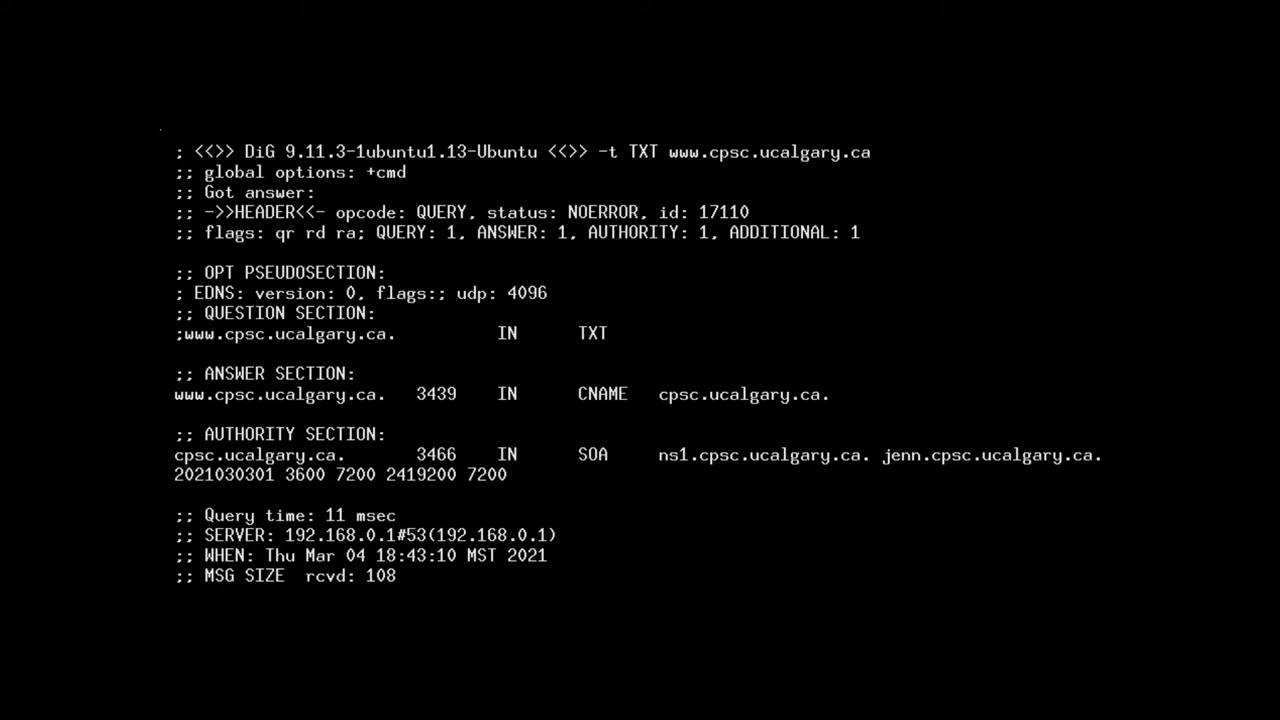 ; <<>> DiG 9.11.3-1ubuntu1.13-Ubuntu <<>> -t TXT www.cpsc.ucalgary.ca
;; global options: +cmd
;; Got answer:
;; ->>HEADER<<- opcode: QUERY, status: NOERROR, id: 17110
;; flags: qr rd ra; QUERY: 1, ANSWER: 1, AUTHORITY: 1, ADDITIONAL: 1
;; OPT PSEUDOSECTION:
; EDNS: version: 0, flags:; udp: 4096
;; QUESTION SECTION:
;www.cpsc.ucalgary.ca. IN TXT
;; ANSWER SECTION:
www.cpsc.ucalgary.ca. 3439 IN CNAME cpsc.ucalgary.ca.
;; AUTHORITY SECTION:
cpsc.ucalgary.ca. 3466 IN SOA ns1.cpsc.ucalgary.ca. jenn.cpsc.ucalgary.ca.
2021030301 3600 7200 2419200 7200
;; Query time: 11 msec
;; SERVER: 192.168.0.1#53(192.168.0.1)
;; WHEN: Thu Mar 04 18:43:10 MST 2021
;; MSG SIZE rcvd: 108